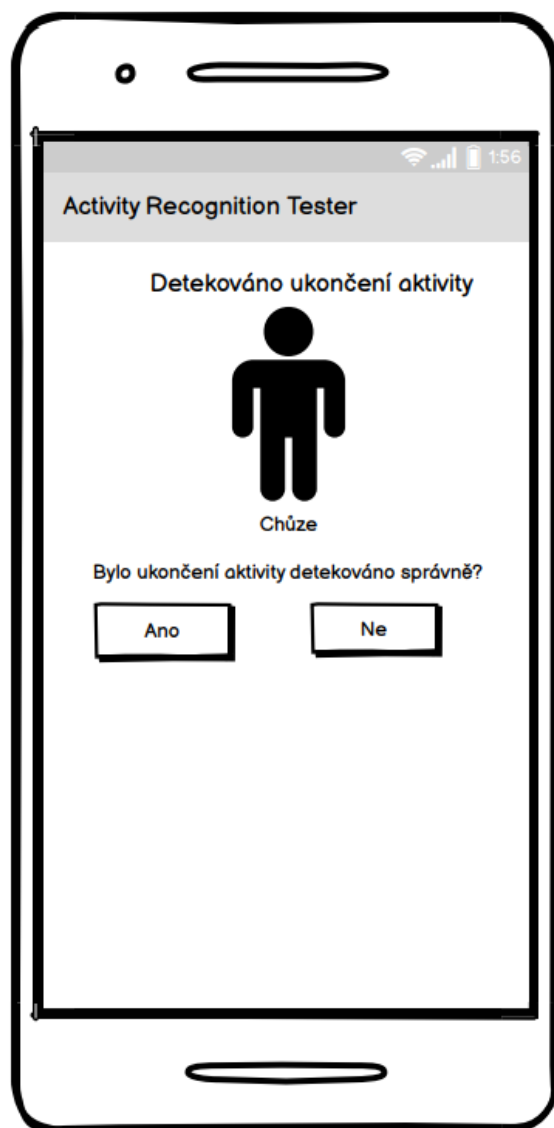 1:56
Activity Recognition Tester
Detekováno ukončení aktivity
Chůze
Bylo ukončení aktivity detekováno správně?
Ano
Ne